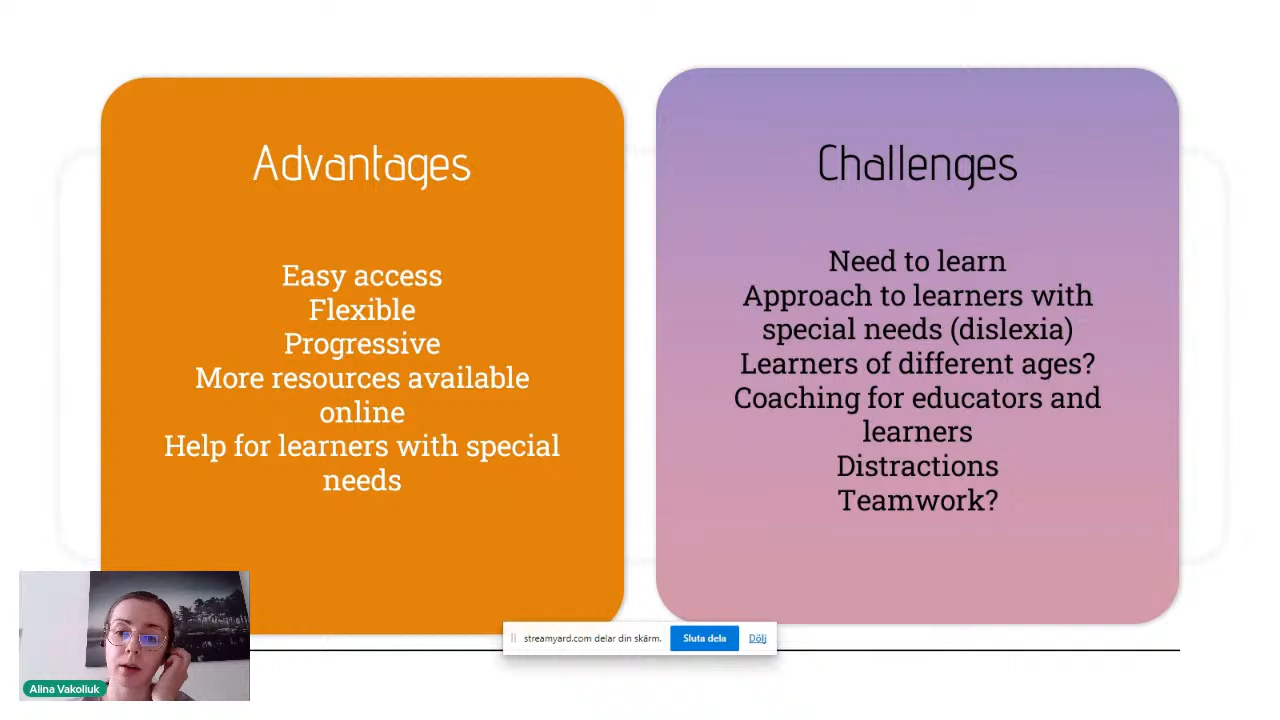 Advantages
Easy access
Flexible
Progressive
More resources available
online
Help for learners with special
needs
Challenges
Need to learn
Approach to learners with
special needs (dislexia)
Learners of different ages?
Coaching for educators and
learners
Distractions
Teamwork?
streamyard.com delar din skärm.
Sluta dela
Dölj
Alina Vakoliuk